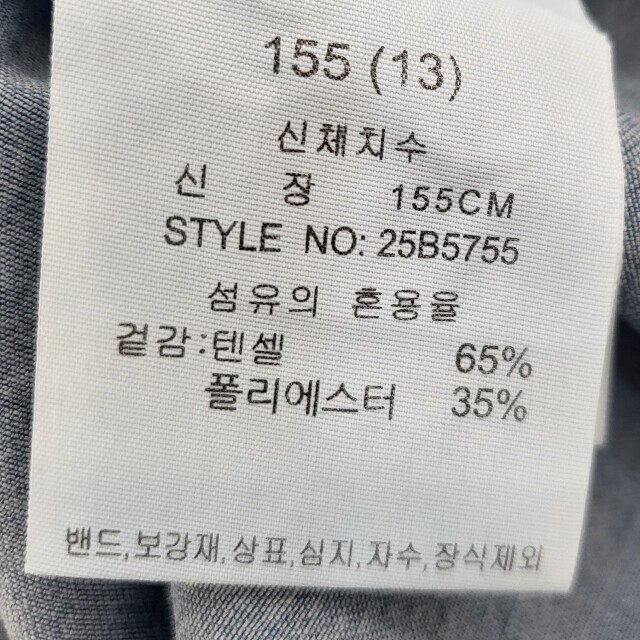 155 (13)
신체치수
신 장 155CM
STYLE NO: 25B5755
섬유의 혼용율
겉감:텐셀 65%
폴리에스터 35%
밴드,보강재,상표,심지,자수,장식제외